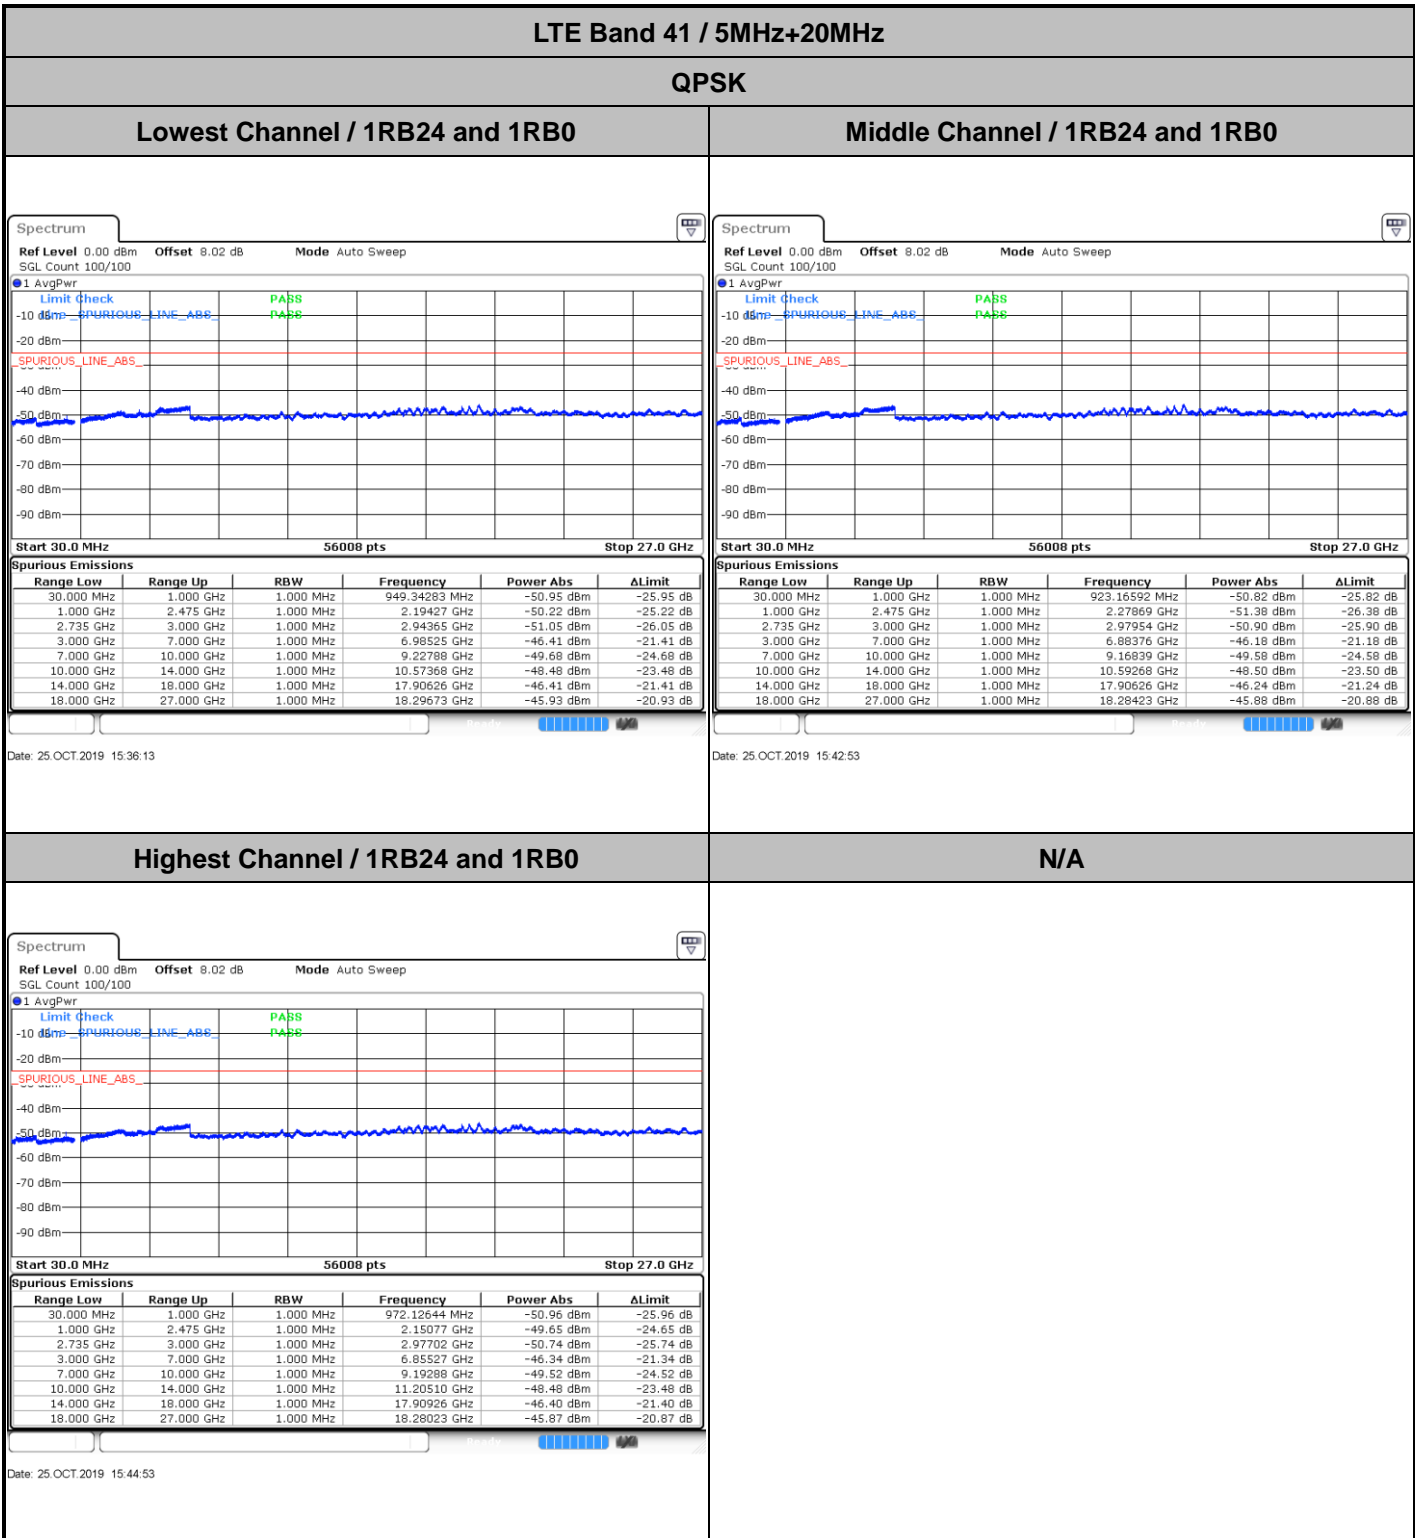 LTE Band 41 / 5MHz+20MHz
QPSK
Lowest Channel / 1RB24 and 1RB0
Middle Channel / 1RB24 and 1RB0
Spectrum
Ref Level 0.00 dBm Offset 8.02 dB Mode Auto Sweep
SGL Count 100/100
1 AvgPwr
Limit Check PASS
Line _SPURIOUS_LINE_ABS_ PASS
-10 dBm
-20 dBm
_SPURIOUS_LINE_ABS_
-40 dBm
-50 dBm
-60 dBm
-70 dBm
-80 dBm
-90 dBm
Start 30.0 MHz 56008 pts Stop 27.0 GHz
Spurious Emissions
Range Low Range Up RBW Frequency Power Abs ΔLimit
30.000 MHz 1.000 GHz 1.000 MHz 949.34283 MHz -50.95 dBm -25.95 dB
1.000 GHz 2.475 GHz 1.000 MHz 2.19427 GHz -50.22 dBm -25.22 dB
2.735 GHz 3.000 GHz 1.000 MHz 2.94365 GHz -51.05 dBm -26.05 dB
3.000 GHz 7.000 GHz 1.000 MHz 6.98525 GHz -46.41 dBm -21.41 dB
7.000 GHz 10.000 GHz 1.000 MHz 9.22788 GHz -49.68 dBm -24.68 dB
10.000 GHz 14.000 GHz 1.000 MHz 10.57368 GHz -48.48 dBm -23.48 dB
14.000 GHz 18.000 GHz 1.000 MHz 17.90626 GHz -46.41 dBm -21.41 dB
18.000 GHz 27.000 GHz 1.000 MHz 18.29673 GHz -45.93 dBm -20.93 dB
Ready
Date: 25.OCT.2019 15:36:13
Spectrum
Ref Level 0.00 dBm Offset 8.02 dB Mode Auto Sweep
SGL Count 100/100
1 AvgPwr
Limit Check PASS
Line _SPURIOUS_LINE_ABS_ PASS
-10 dBm
-20 dBm
_SPURIOUS_LINE_ABS_
-40 dBm
-50 dBm
-60 dBm
-70 dBm
-80 dBm
-90 dBm
Start 30.0 MHz 56008 pts Stop 27.0 GHz
Spurious Emissions
Range Low Range Up RBW Frequency Power Abs ΔLimit
30.000 MHz 1.000 GHz 1.000 MHz 923.16592 MHz -50.82 dBm -25.82 dB
1.000 GHz 2.475 GHz 1.000 MHz 2.27869 GHz -51.38 dBm -26.38 dB
2.735 GHz 3.000 GHz 1.000 MHz 2.97954 GHz -50.90 dBm -25.90 dB
3.000 GHz 7.000 GHz 1.000 MHz 6.88376 GHz -46.18 dBm -21.18 dB
7.000 GHz 10.000 GHz 1.000 MHz 9.16839 GHz -49.58 dBm -24.58 dB
10.000 GHz 14.000 GHz 1.000 MHz 10.59268 GHz -48.50 dBm -23.50 dB
14.000 GHz 18.000 GHz 1.000 MHz 17.90626 GHz -46.24 dBm -21.24 dB
18.000 GHz 27.000 GHz 1.000 MHz 18.28423 GHz -45.88 dBm -20.88 dB
Ready
Date: 25.OCT.2019 15:42:53
Highest Channel / 1RB24 and 1RB0
N/A
Spectrum
Ref Level 0.00 dBm Offset 8.02 dB Mode Auto Sweep
SGL Count 100/100
1 AvgPwr
Limit Check PASS
Line _SPURIOUS_LINE_ABS_ PASS
-10 dBm
-20 dBm
_SPURIOUS_LINE_ABS_
-40 dBm
-50 dBm
-60 dBm
-70 dBm
-80 dBm
-90 dBm
Start 30.0 MHz 56008 pts Stop 27.0 GHz
Spurious Emissions
Range Low Range Up RBW Frequency Power Abs ΔLimit
30.000 MHz 1.000 GHz 1.000 MHz 972.12644 MHz -50.96 dBm -25.96 dB
1.000 GHz 2.475 GHz 1.000 MHz 2.15077 GHz -49.65 dBm -24.65 dB
2.735 GHz 3.000 GHz 1.000 MHz 2.97702 GHz -50.74 dBm -25.74 dB
3.000 GHz 7.000 GHz 1.000 MHz 6.85527 GHz -46.34 dBm -21.34 dB
7.000 GHz 10.000 GHz 1.000 MHz 9.19288 GHz -49.52 dBm -24.52 dB
10.000 GHz 14.000 GHz 1.000 MHz 11.20510 GHz -48.48 dBm -23.48 dB
14.000 GHz 18.000 GHz 1.000 MHz 17.90926 GHz -46.40 dBm -21.40 dB
18.000 GHz 27.000 GHz 1.000 MHz 18.28023 GHz -45.87 dBm -20.87 dB
Ready
Date: 25.OCT.2019 15:44:53